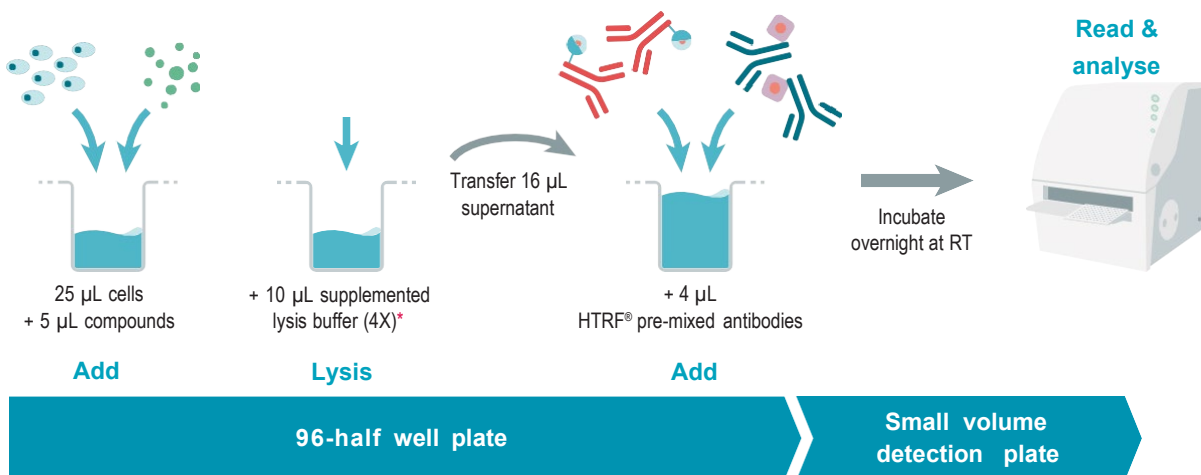 25 µL cells
+ 5 µL compounds
Add
+ 10 µL supplemented
lysis buffer (4X)*
Lysis
Transfer 16 µL
supernatant
+ 4 µL
HTRF® pre-mixed antibodies
Add
Incubate
overnight at RT
Read &
analyse
96-half well plate
Small volume
detection plate